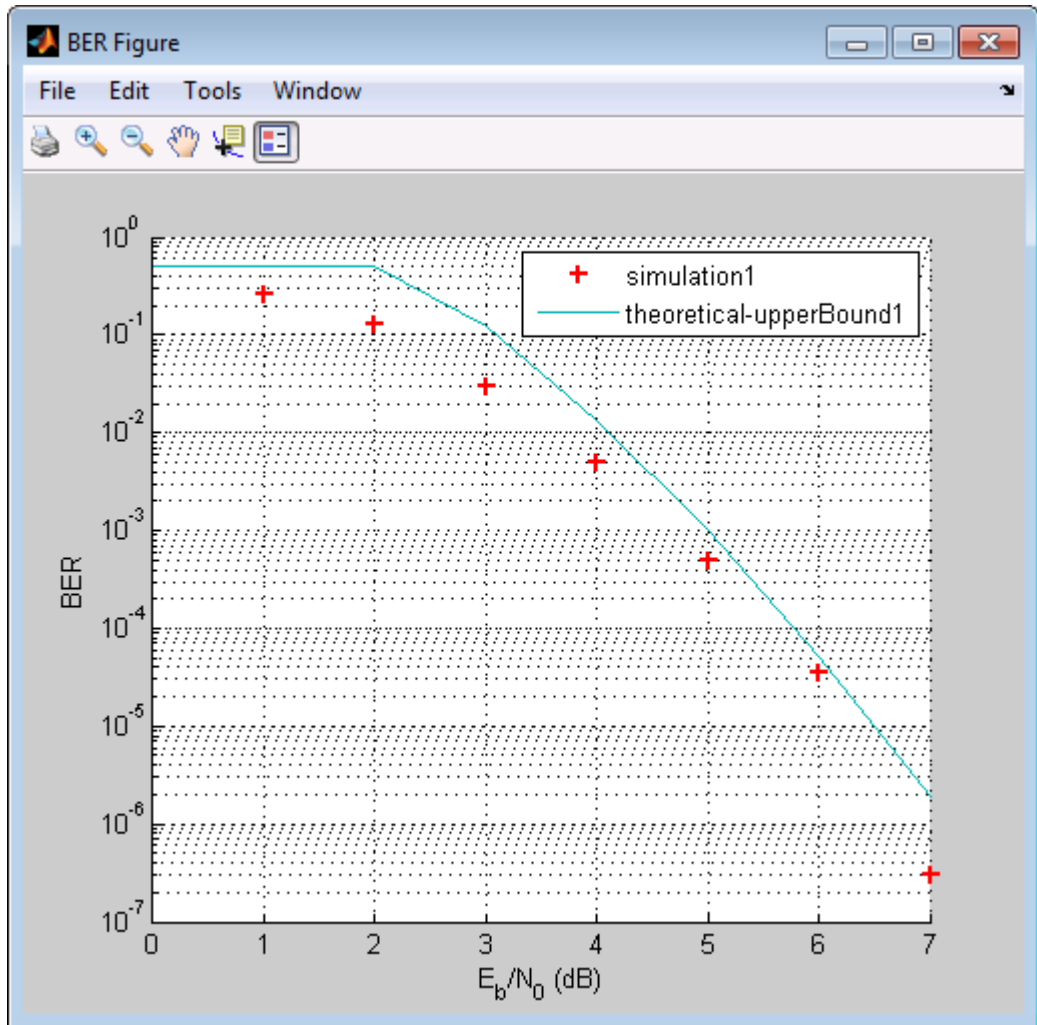 BER Figure
File Edit Tools Window
10^0
10^-1
10^-2
10^-3
10^-4
10^-5
10^-6
10^-7
BER
simulation1
theoretical-upperBound1
0 1 2 3 4 5 6 7
E_b/N_0 (dB)